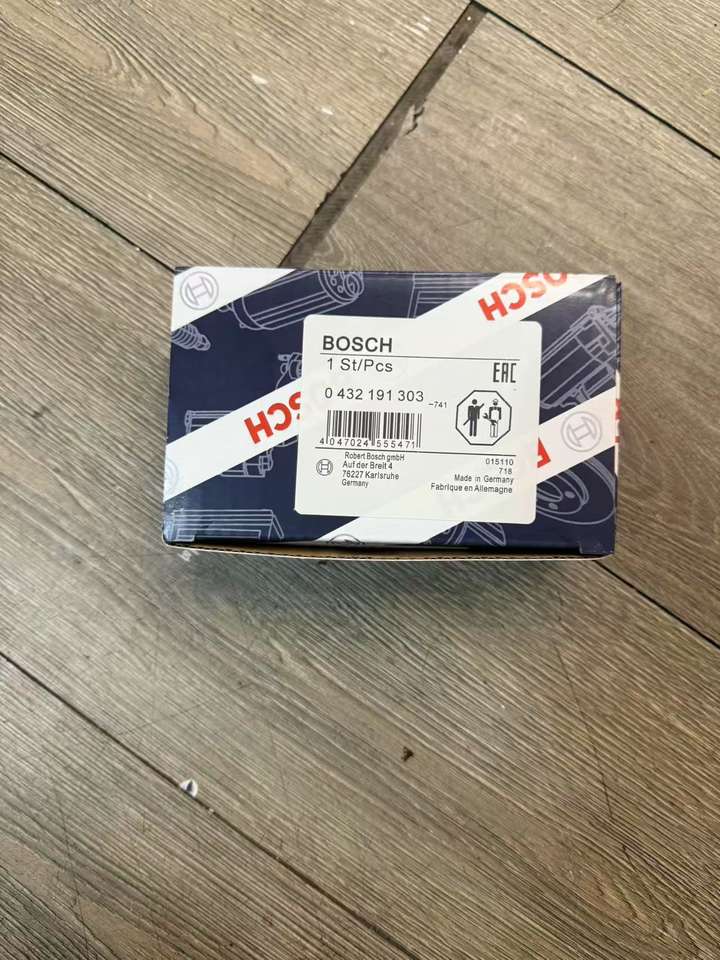 BOSCH
BOSCH
BOSCH
1 St/Pcs
EAC
0 432 191 303
-741
4 047024 555471
Robert Bosch gmbH
Auf der Breit 4
76227 Karlsruhe
Germany
015110
718
Made in Germany
Fabrique en Allemagne